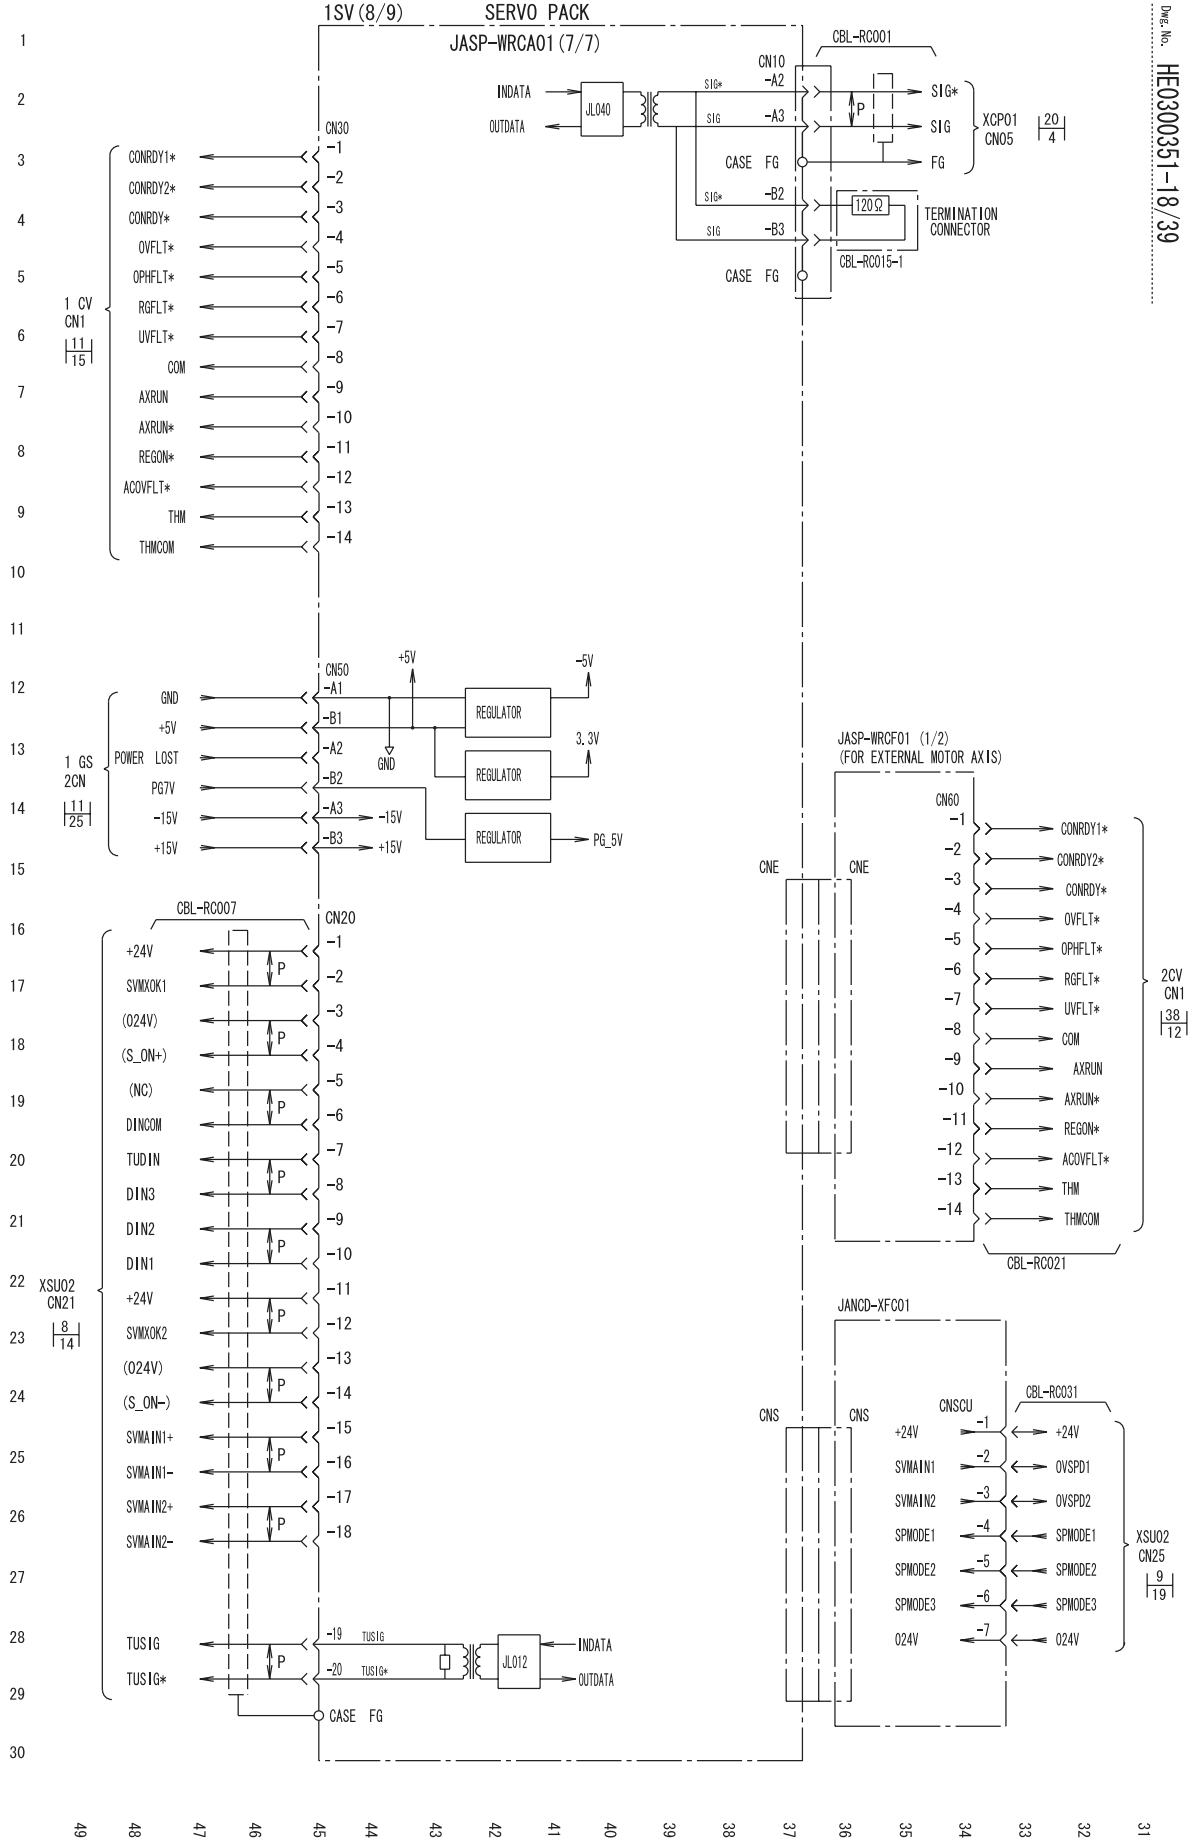 1SV(8/9) SERVO PACK
JASP-WRCA01(7/7)
Dwg. No. HE0300351-18/39
1
2
3
4
5
6
7
8
9
10
11
12
13
14
15
16
17
18
19
20
21
22
23
24
25
26
27
28
29
30
CBL-RC001
CN10
INDATA
OUTDATA
JL040
SIG* -A2
SIG -A3
CASE FG
SIG* -B2
SIG -B3
CASE FG
P
SIG*
SIG
FG
XCP01
CN05
20
4
120Ω
TERMINATION
CONNECTOR
CBL-RC015-1
CN30
CONRDY1* -1
CONRDY2* -2
CONRDY* -3
OVFLT* -4
OPHFLT* -5
RGFLT* -6
UVFLT* -7
COM -8
AXRUN -9
AXRUN* -10
REGON* -11
ACOVFLT* -12
THM -13
THMCOM -14
1 CV
CN1
11
15
CN50
GND -A1
+5V -B1
POWER LOST -A2
PG7V -B2
-15V -A3 -15V
+15V -B3 +15V
1 GS
2CN
11
25
+5V
GND
REGULATOR
-5V
REGULATOR
3.3V
REGULATOR
PG_5V
CBL-RC007
CN20
+24V -1
P
SVMXOK1 -2
(024V) -3
P
(S_ON+) -4
(NC) -5
P
DINCOM -6
TUDIN -7
P
DIN3 -8
DIN2 -9
P
DIN1 -10
+24V -11
P
SVMXOK2 -12
(024V) -13
P
(S_ON-) -14
SVMAIN1+ -15
P
SVMAIN1- -16
SVMAIN2+ -17
P
SVMAIN2- -18
TUSIG -19 TUSIG
P
TUSIG* -20 TUSIG*
CASE FG
XSU02
CN21
8
14
JL012
INDATA
OUTDATA
JASP-WRCF01 (1/2)
(FOR EXTERNAL MOTOR AXIS)
CNE CNE
CN60
-1 CONRDY1*
-2 CONRDY2*
-3 CONRDY*
-4 OVFLT*
-5 OPHFLT*
-6 RGFLT*
-7 UVFLT*
-8 COM
-9 AXRUN
-10 AXRUN*
-11 REGON*
-12 ACOVFLT*
-13 THM
-14 THMCOM
CBL-RC021
2CV
CN1
38
12
JANCD-XFC01
CNS CNS
CNSCU
CBL-RC031
+24V -1 +24V
SVMAIN1 -2 OVSPD1
SVMAIN2 -3 OVSPD2
SPMODE1 -4 SPMODE1
SPMODE2 -5 SPMODE2
SPMODE3 -6 SPMODE3
024V -7 024V
XSU02
CN25
9
19
49 48 47 46 45 44 43 42 41 40 39 38 37 36 35 34 33 32 31